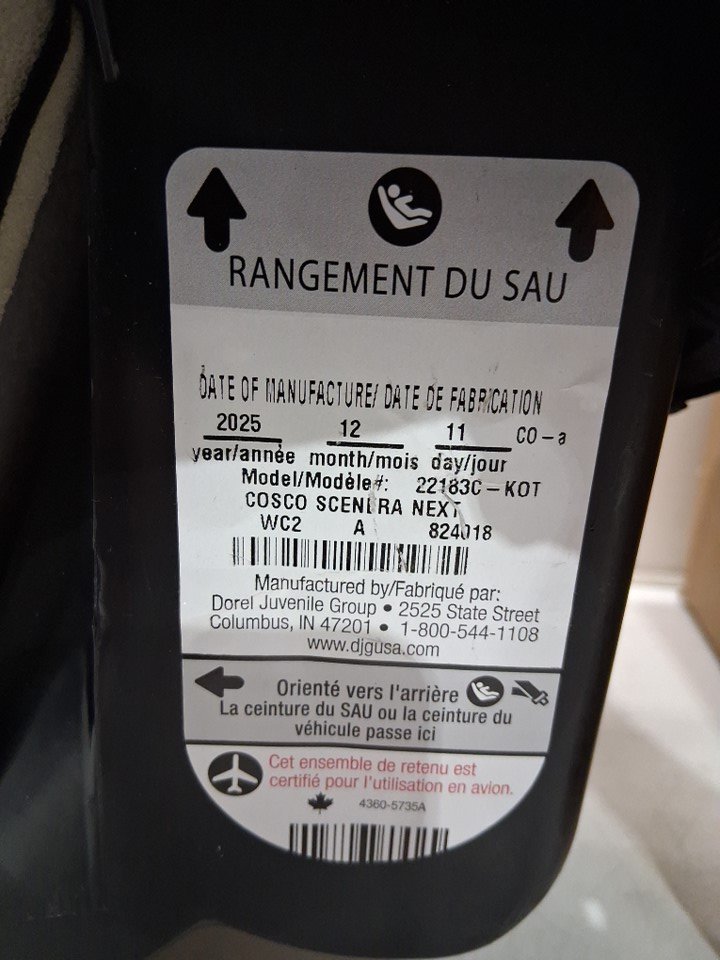 RANGEMENT DU SAU
DATE OF MANUFACTURE/ DATE DE FABRICATION
2025 12 11 CO-a
year/année month/mois day/jour
Model/Modèle#: 22183C-KOT
COSCO SCENERA NEXT
WC2 A 824018
Manufactured by/Fabriqué par:
Dorel Juvenile Group • 2525 State Street
Columbus, IN 47201 • 1-800-544-1108
www.djgusa.com
Orienté vers l'arrière
La ceinture du SAU ou la ceinture du
véhicule passe ici
Cet ensemble de retenu est
certifié pour l'utilisation en avion.
4360-5735A